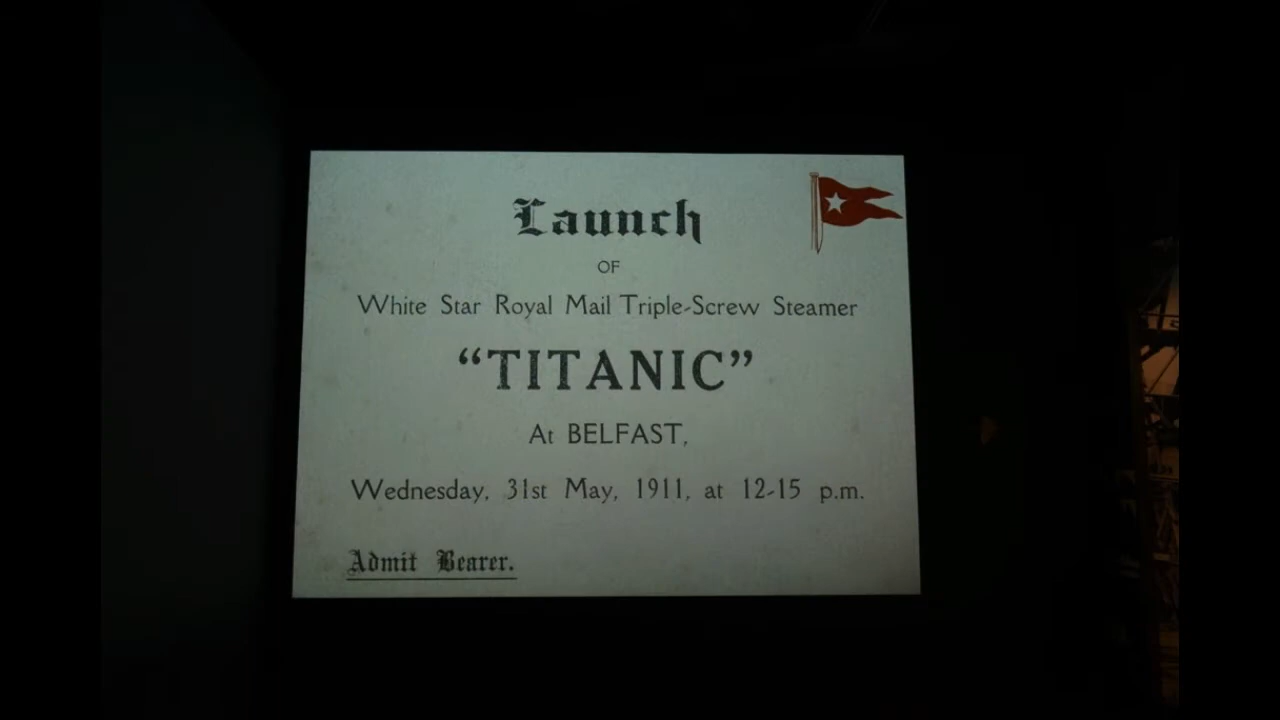 Launch
OF
White Star Royal Mail Triple-Screw Steamer
“TITANIC”
At BELFAST,
Wednesday, 31st May, 1911, at 12-15 p.m.
Admit Bearer.